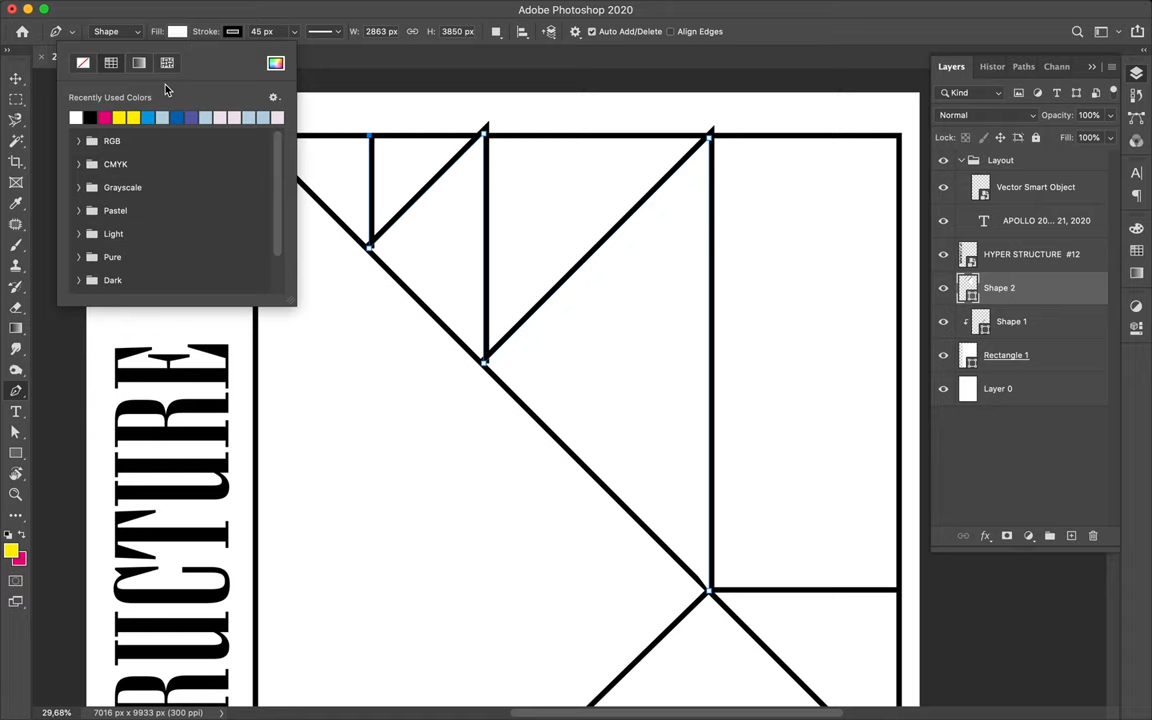 Adobe Photoshop 2020
Shape Fill: Stroke: 45 px W: 2863 px H: 3850 px Auto Add/Delete Align Edges
2
Recently Used Colors
RGB
CMYK
Grayscale
Pastel
Light
Pure
Dark
RUCTURE
Layers Histor Paths Chann
Kind
Normal Opacity: 100%
Lock: Fill: 100%
Layout
Vector Smart Object
T APOLLO 20... 21, 2020
HYPER STRUCTURE #12
Shape 2
Shape 1
Rectangle 1
Layer 0
fx
29,68% 7016 px x 9933 px (300 ppi)